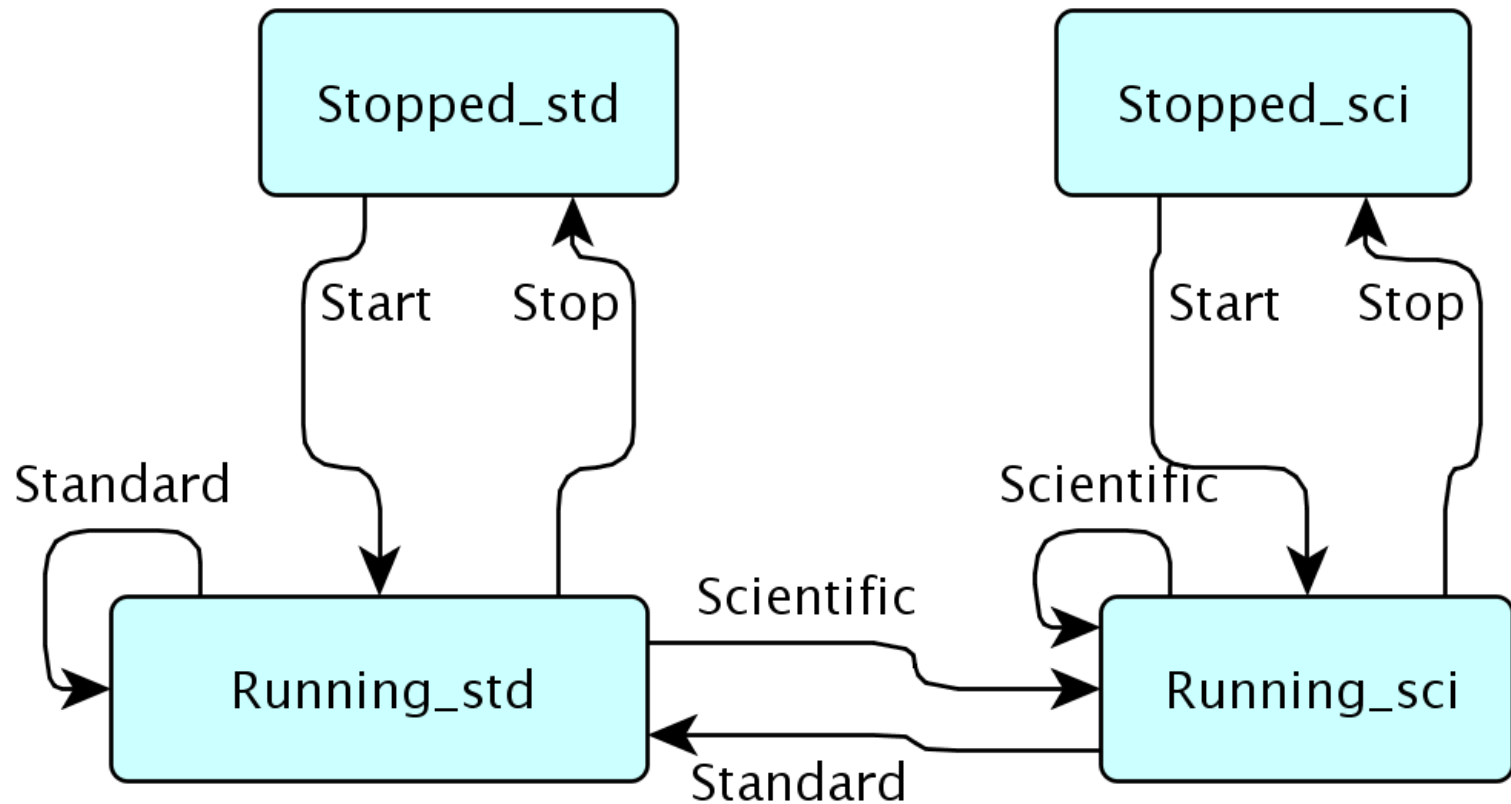 Stopped_std
Stopped_sci
Start
Stop
Start
Stop
Standard
Scientific
Scientific
Running_std
Running_sci
Standard